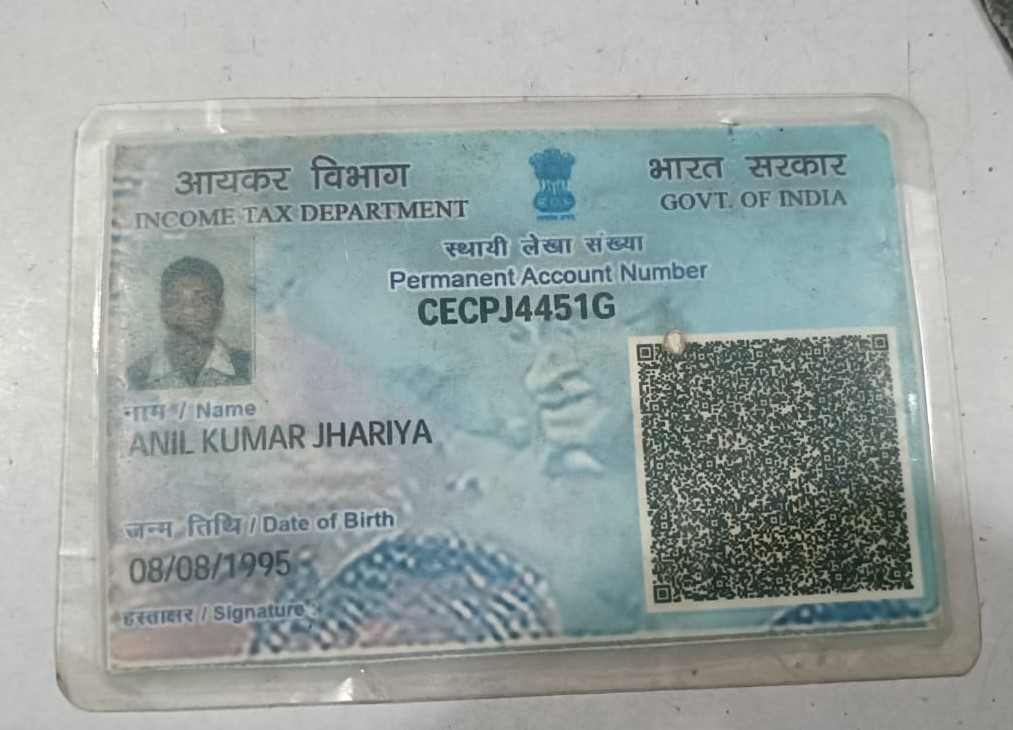 आयकर विभाग
INCOME TAX DEPARTMENT
भारत सरकार
GOVT. OF INDIA
स्थायी लेखा संख्या
Permanent Account Number
CECPJ4451G
नाम / Name
ANIL KUMAR JHARIYA
जन्म तिथि / Date of Birth
08/08/1995
हस्ताक्षर / Signature